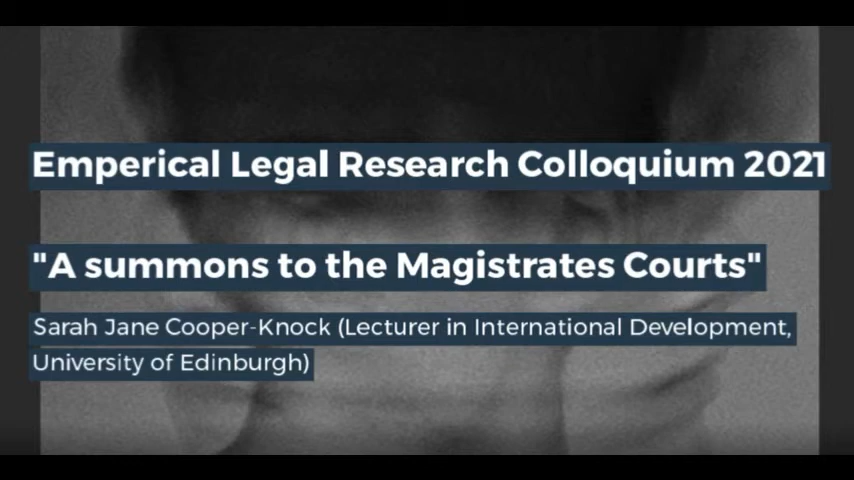 Emperical Legal Research Colloquium 2021
"A summons to the Magistrates Courts"
Sarah Jane Cooper-Knock (Lecturer in International Development,
University of Edinburgh)